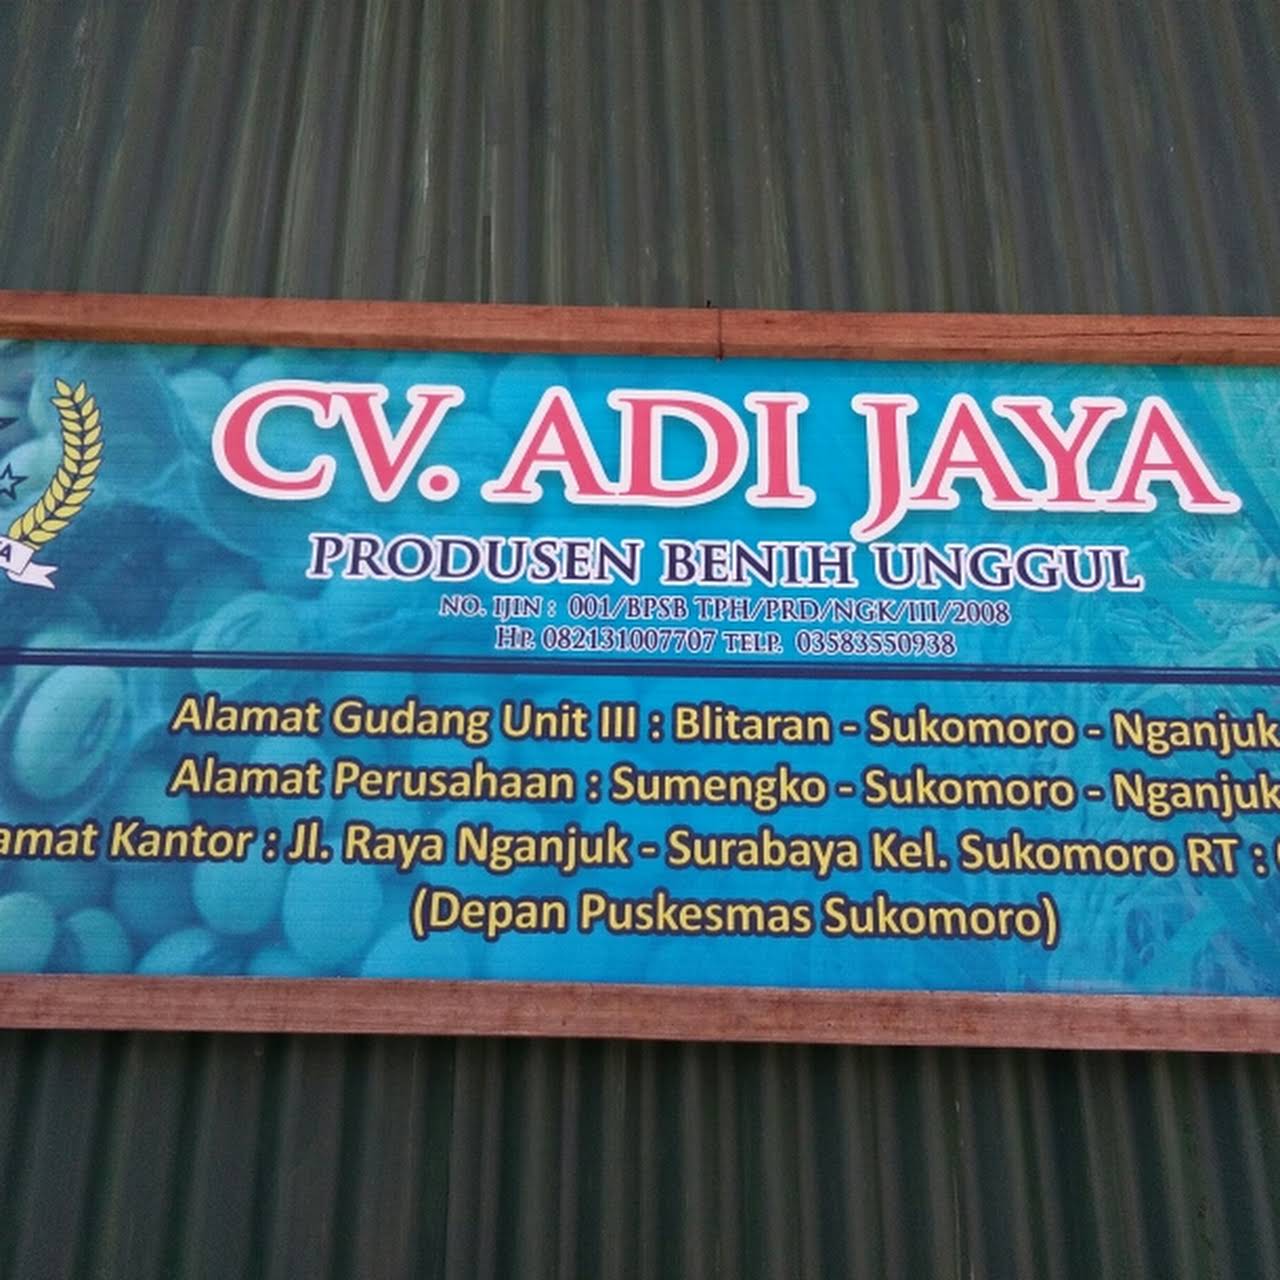 CV. ADI JAYA
PRODUSEN BENIH UNGGUL
NO. IJIN : 001/BPSB TPH/PRD/NGK/III/2008
HP. 082131007707 TELP. 03583550938
Alamat Gudang Unit III : Blitaran - Sukomoro - Nganjuk
Alamat Perusahaan : Sumengko - Sukomoro - Nganjuk
amat Kantor : Jl. Raya Nganjuk - Surabaya Kel. Sukomoro RT :
(Depan Puskesmas Sukomoro)